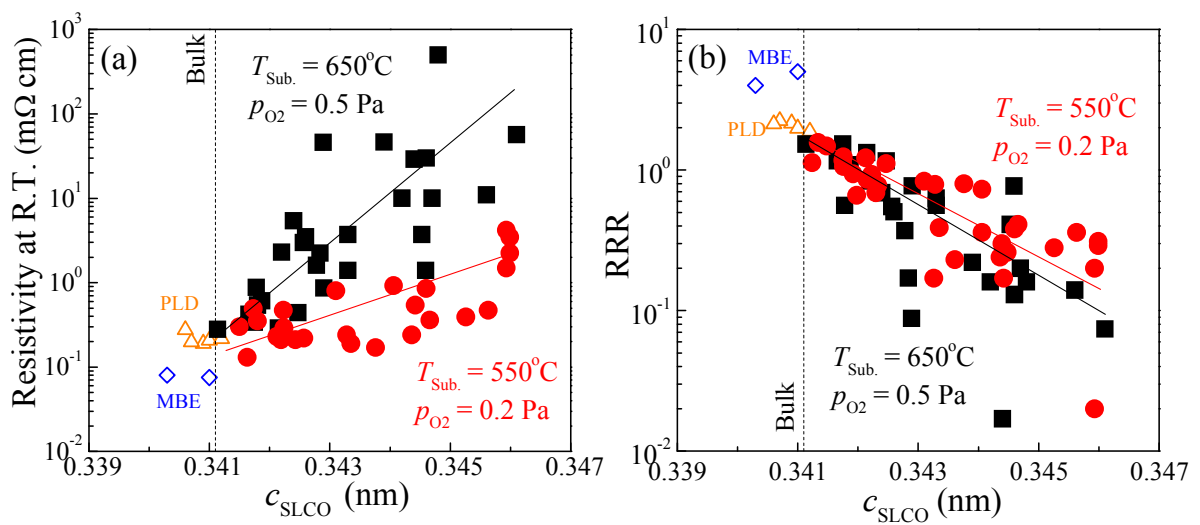 (a)
Bulk
T_Sub. = 650°C
p_O2 = 0.5 Pa
PLD
MBE
T_Sub. = 550°C
p_O2 = 0.2 Pa
Resistivity at R.T. (mΩ cm)
10^3
10^2
10^1
10^0
10^-1
10^-2
0.339
0.341
0.343
0.345
0.347
c_SLCO (nm)
(b)
MBE
PLD
T_Sub. = 550°C
p_O2 = 0.2 Pa
Bulk
T_Sub. = 650°C
p_O2 = 0.5 Pa
RRR
10^1
10^0
10^-1
10^-2
0.339
0.341
0.343
0.345
0.347
c_SLCO (nm)